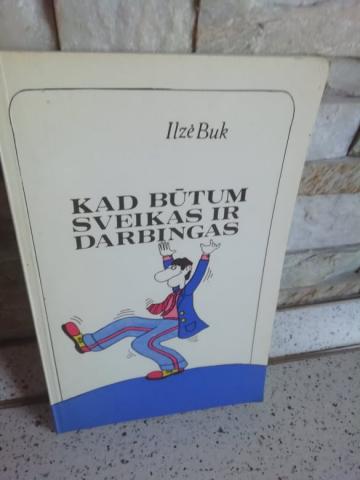 Ilzė Buk
KAD BŪTUM
SVEIKAS IR
DARBINGAS